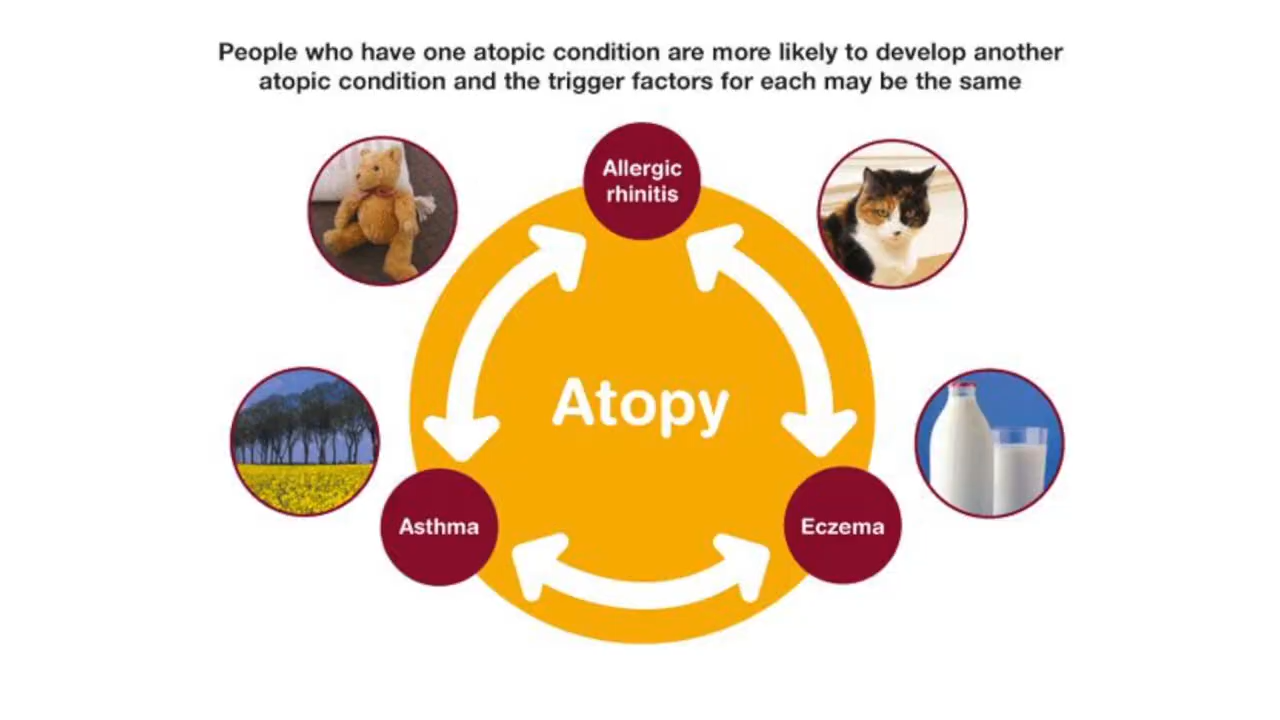 People who have one atopic condition are more likely to develop another
atopic condition and the trigger factors for each may be the same
Allergic
rhinitis
Atopy
Asthma
Eczema